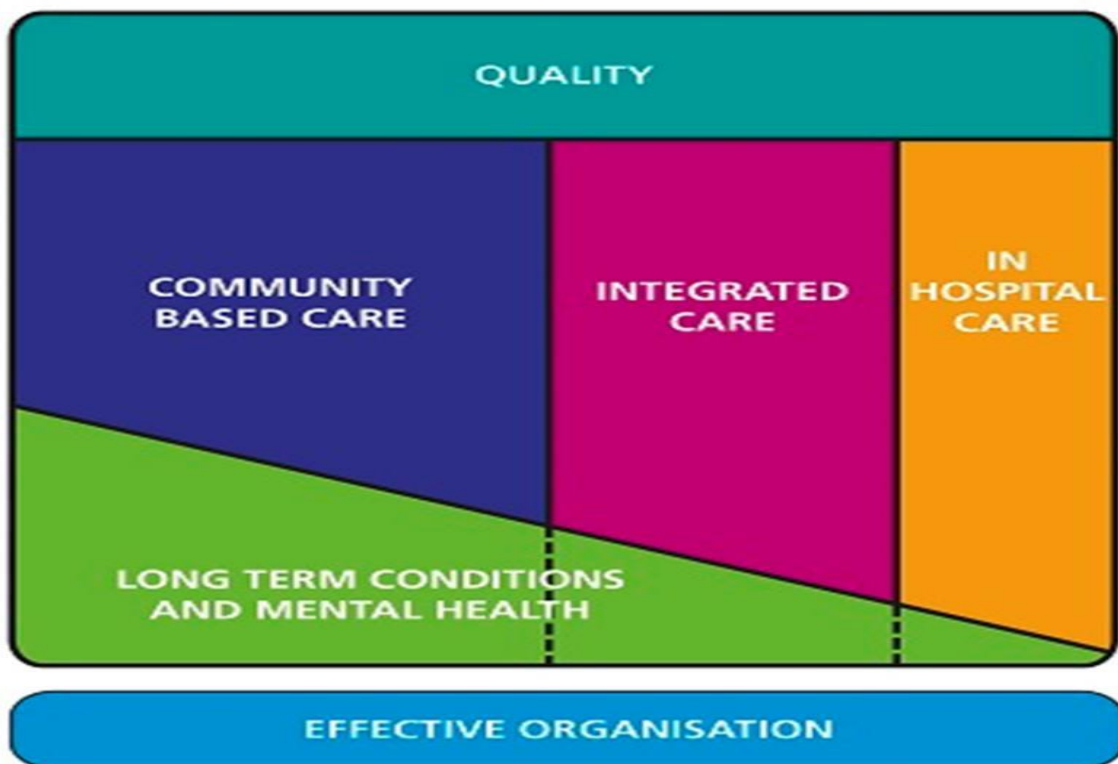 QUALITY
COMMUNITY
BASED CARE
INTEGRATED
CARE
IN
HOSPITAL
CARE
LONG TERM CONDITIONS
AND MENTAL HEALTH
EFFECTIVE ORGANISATION